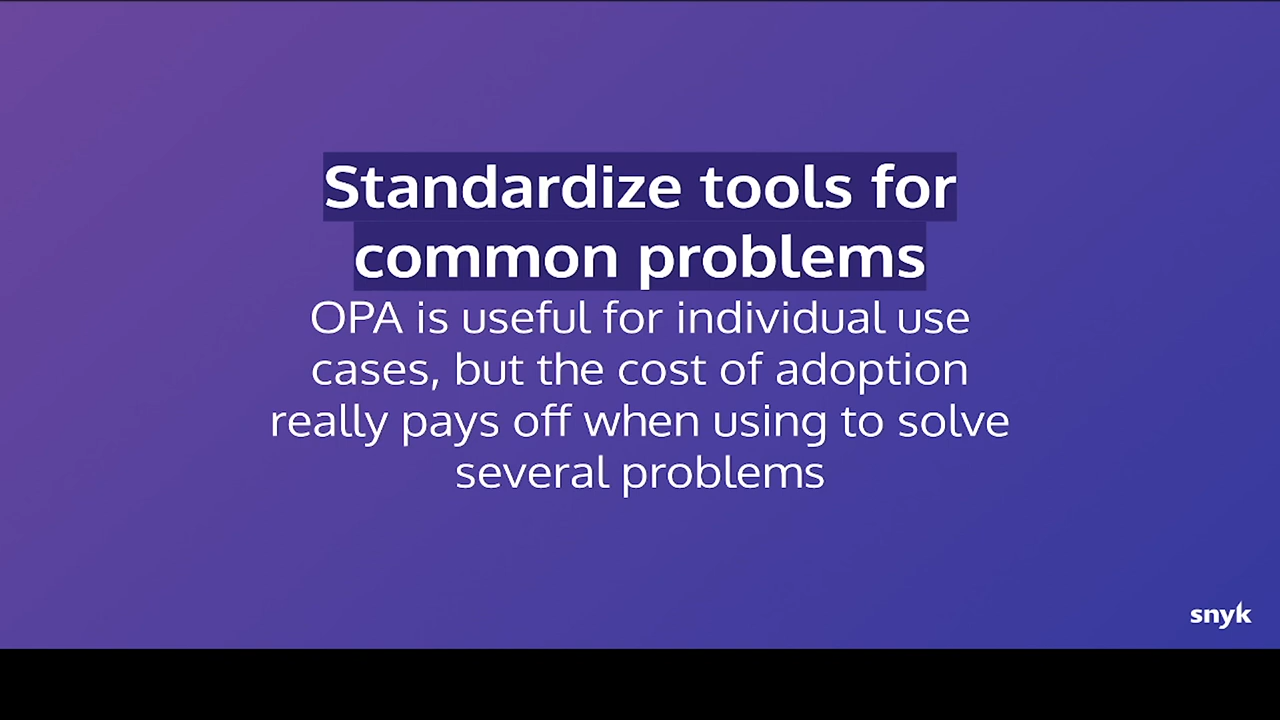 Standardize tools for
common problems
OPA is useful for individual use
cases, but the cost of adoption
really pays off when using to solve
several problems
snyk